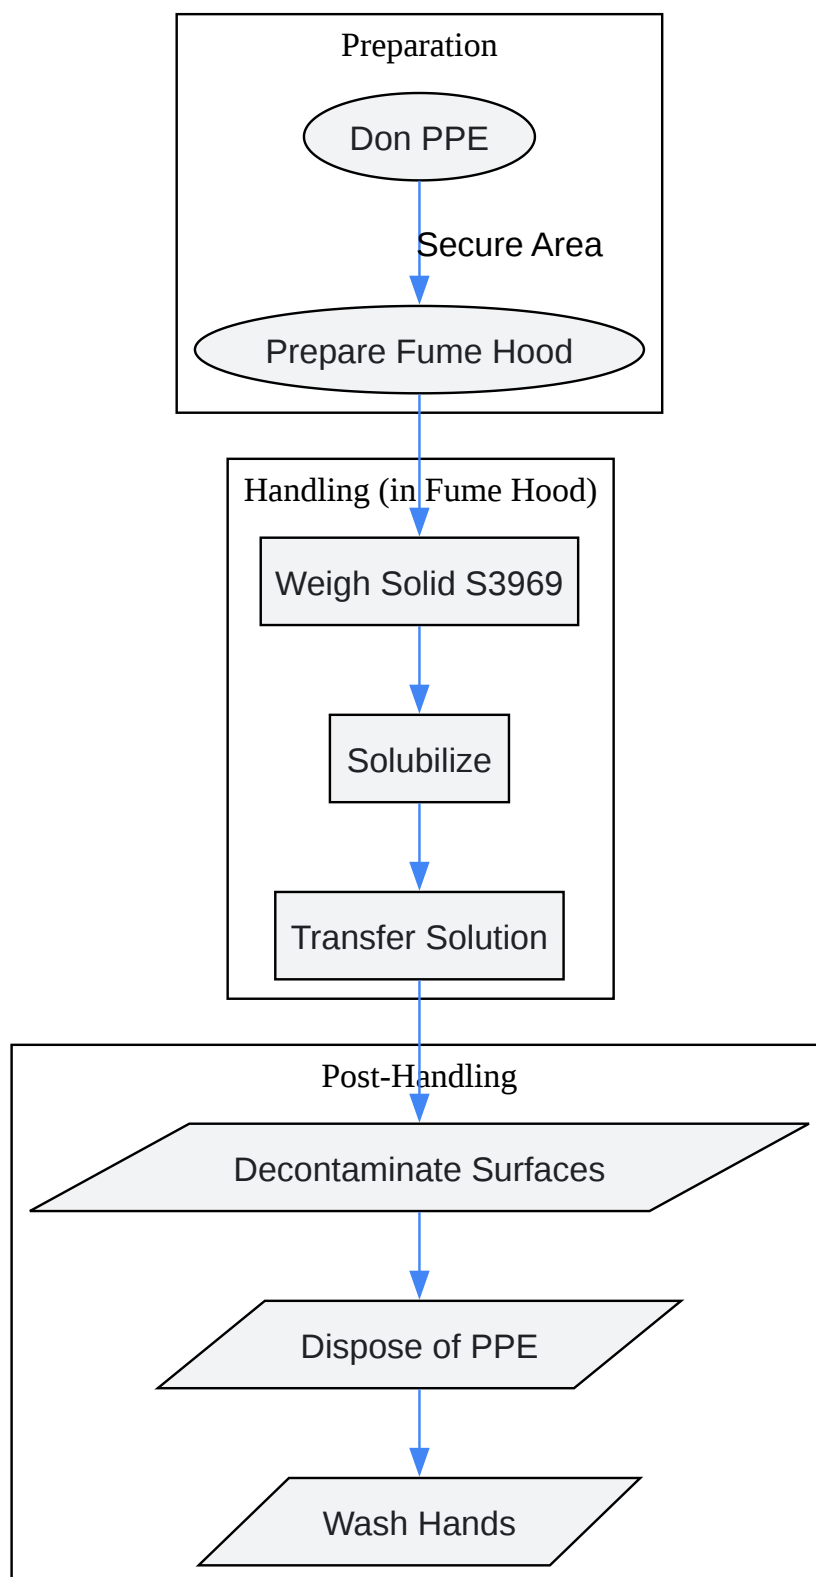 Preparation
Don PPE
Secure Area
Prepare Fume Hood
Handling (in Fume Hood)
Weigh Solid S3969
Solubilize
Transfer Solution
Post-Handling
Decontaminate Surfaces
Dispose of PPE
Wash Hands